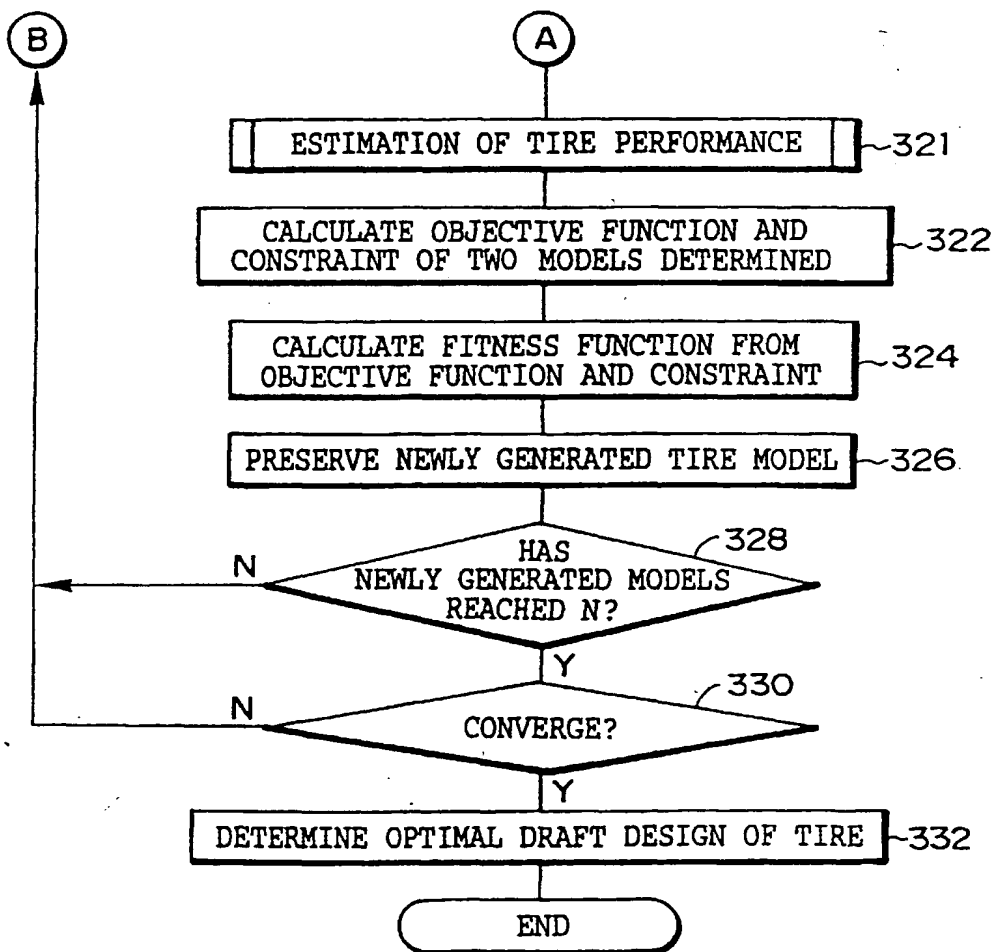 B
A
ESTIMATION OF TIRE PERFORMANCE
321
CALCULATE OBJECTIVE FUNCTION AND
CONSTRAINT OF TWO MODELS DETERMINED
322
CALCULATE FITNESS FUNCTION FROM
OBJECTIVE FUNCTION AND CONSTRAINT
324
PRESERVE NEWLY GENERATED TIRE MODEL
326
328
N
HAS
NEWLY GENERATED MODELS
REACHED N?
Y
330
N
CONVERGE?
Y
DETERMINE OPTIMAL DRAFT DESIGN OF TIRE
332
END